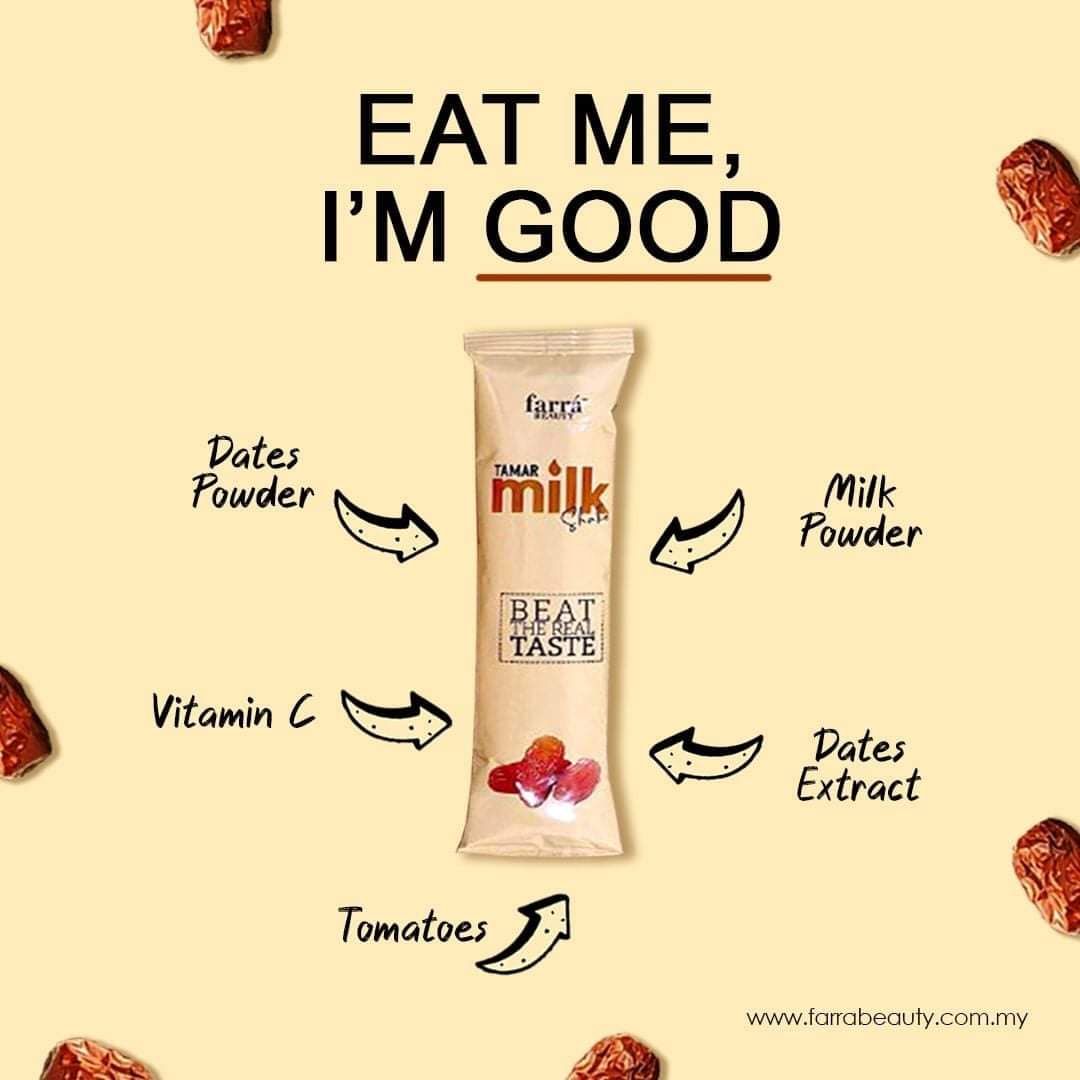 EAT ME,
I'M GOOD
farrá
BEAUTY
TAMAR
milk
Shake
BEAT
THE REAL
TASTE
Dates
Powder
Milk
Powder
Vitamin C
Dates
Extract
Tomatoes
www.farrabeauty.com.my